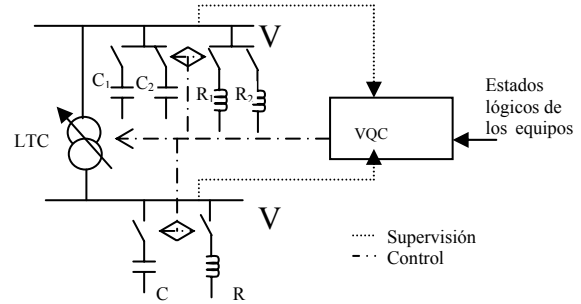 V
C₁
C₂
R₁
R₂
LTC
VQC
Estados
lógicos de
los equipos
V
C
R
Supervisión
Control